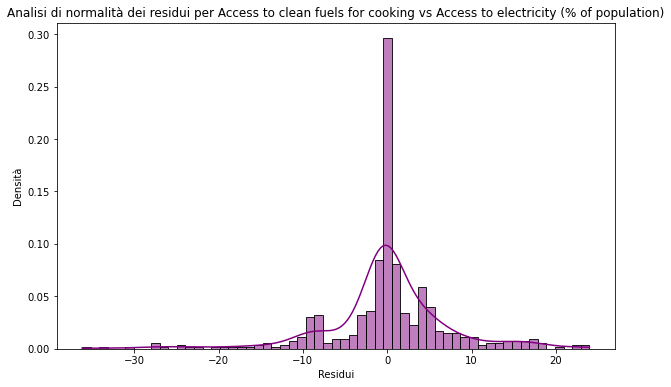 Analisi di normalità dei residui per Access to clean fuels for cooking vs Access to electricity (% of population)
0.30
0.25
0.20
0.15
0.10
0.05
0.00
Densità
−30 −20 −10 0 10 20
Residui